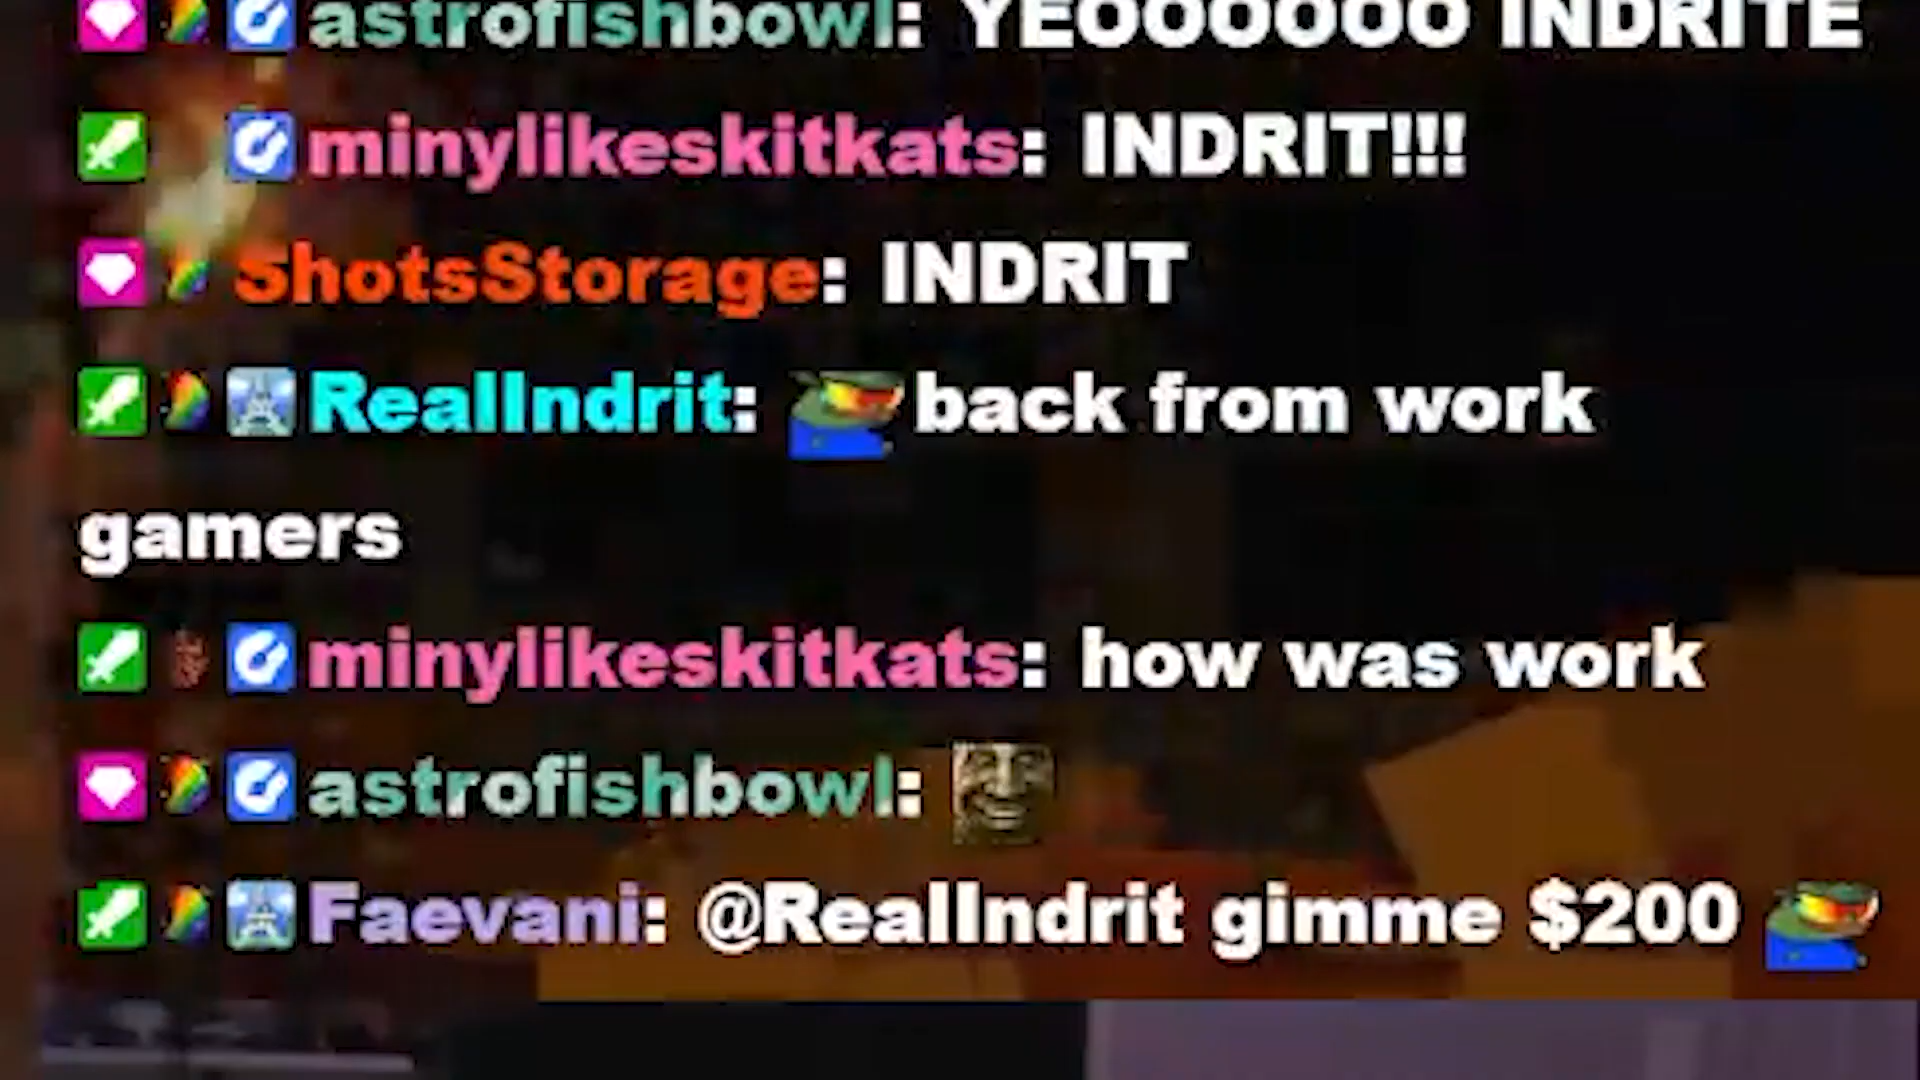 astrofishbowl: YEOOOOOO INDRITE
minylikeskitkats: INDRIT!!!
ShotsStorage: INDRIT
RealIndrit: back from work
gamers
minylikeskitkats: how was work
astrofishbowl:
Faevani: @RealIndrit gimme $200